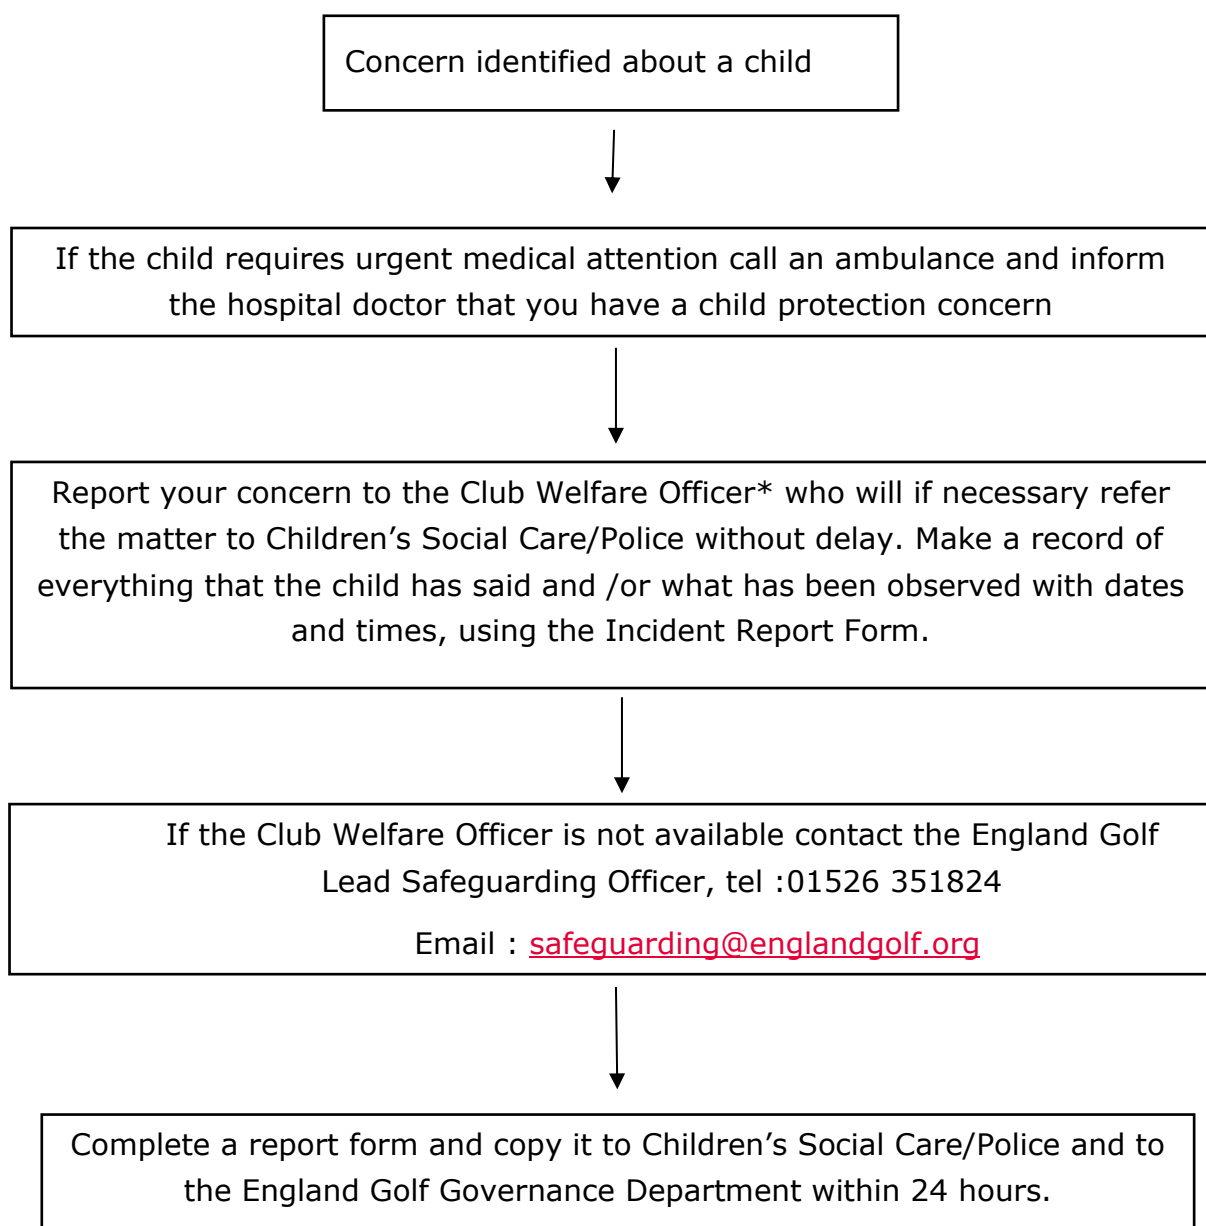 Concern identified about a child
If the child requires urgent medical attention call an ambulance and inform
the hospital doctor that you have a child protection concern
Report your concern to the Club Welfare Officer* who will if necessary refer
the matter to Children’s Social Care/Police without delay. Make a record of
everything that the child has said and /or what has been observed with dates
and times, using the Incident Report Form.
If the Club Welfare Officer is not available contact the England Golf
Lead Safeguarding Officer, tel :01526 351824
Email : safeguarding@englandgolf.org
Complete a report form and copy it to Children’s Social Care/Police and to
the England Golf Governance Department within 24 hours.